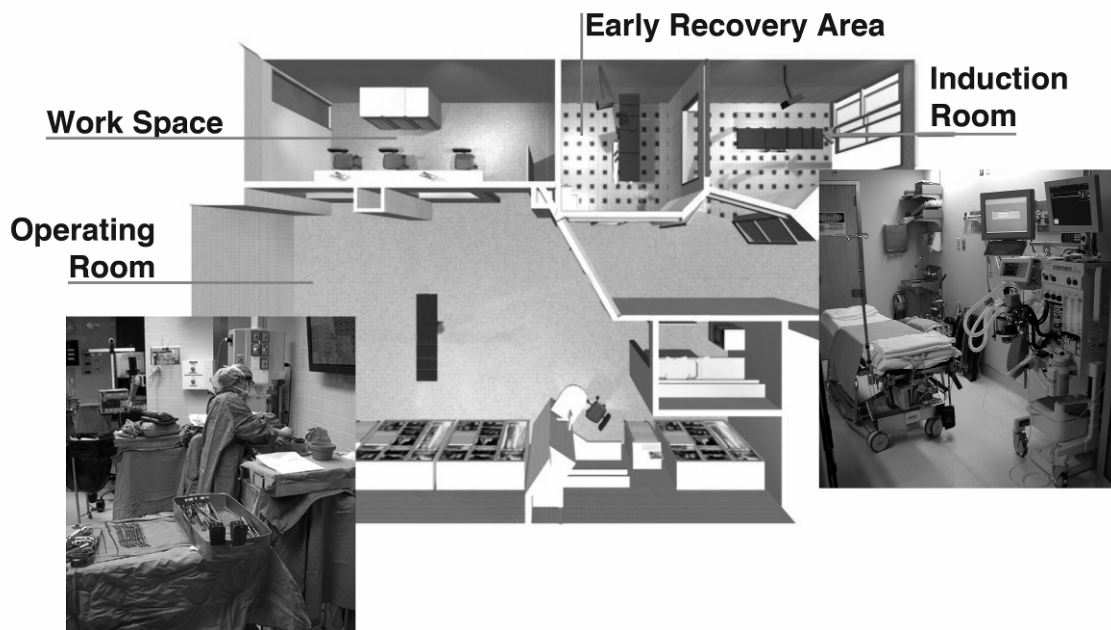 Early Recovery Area
Induction
Room
Work Space
Operating
Room